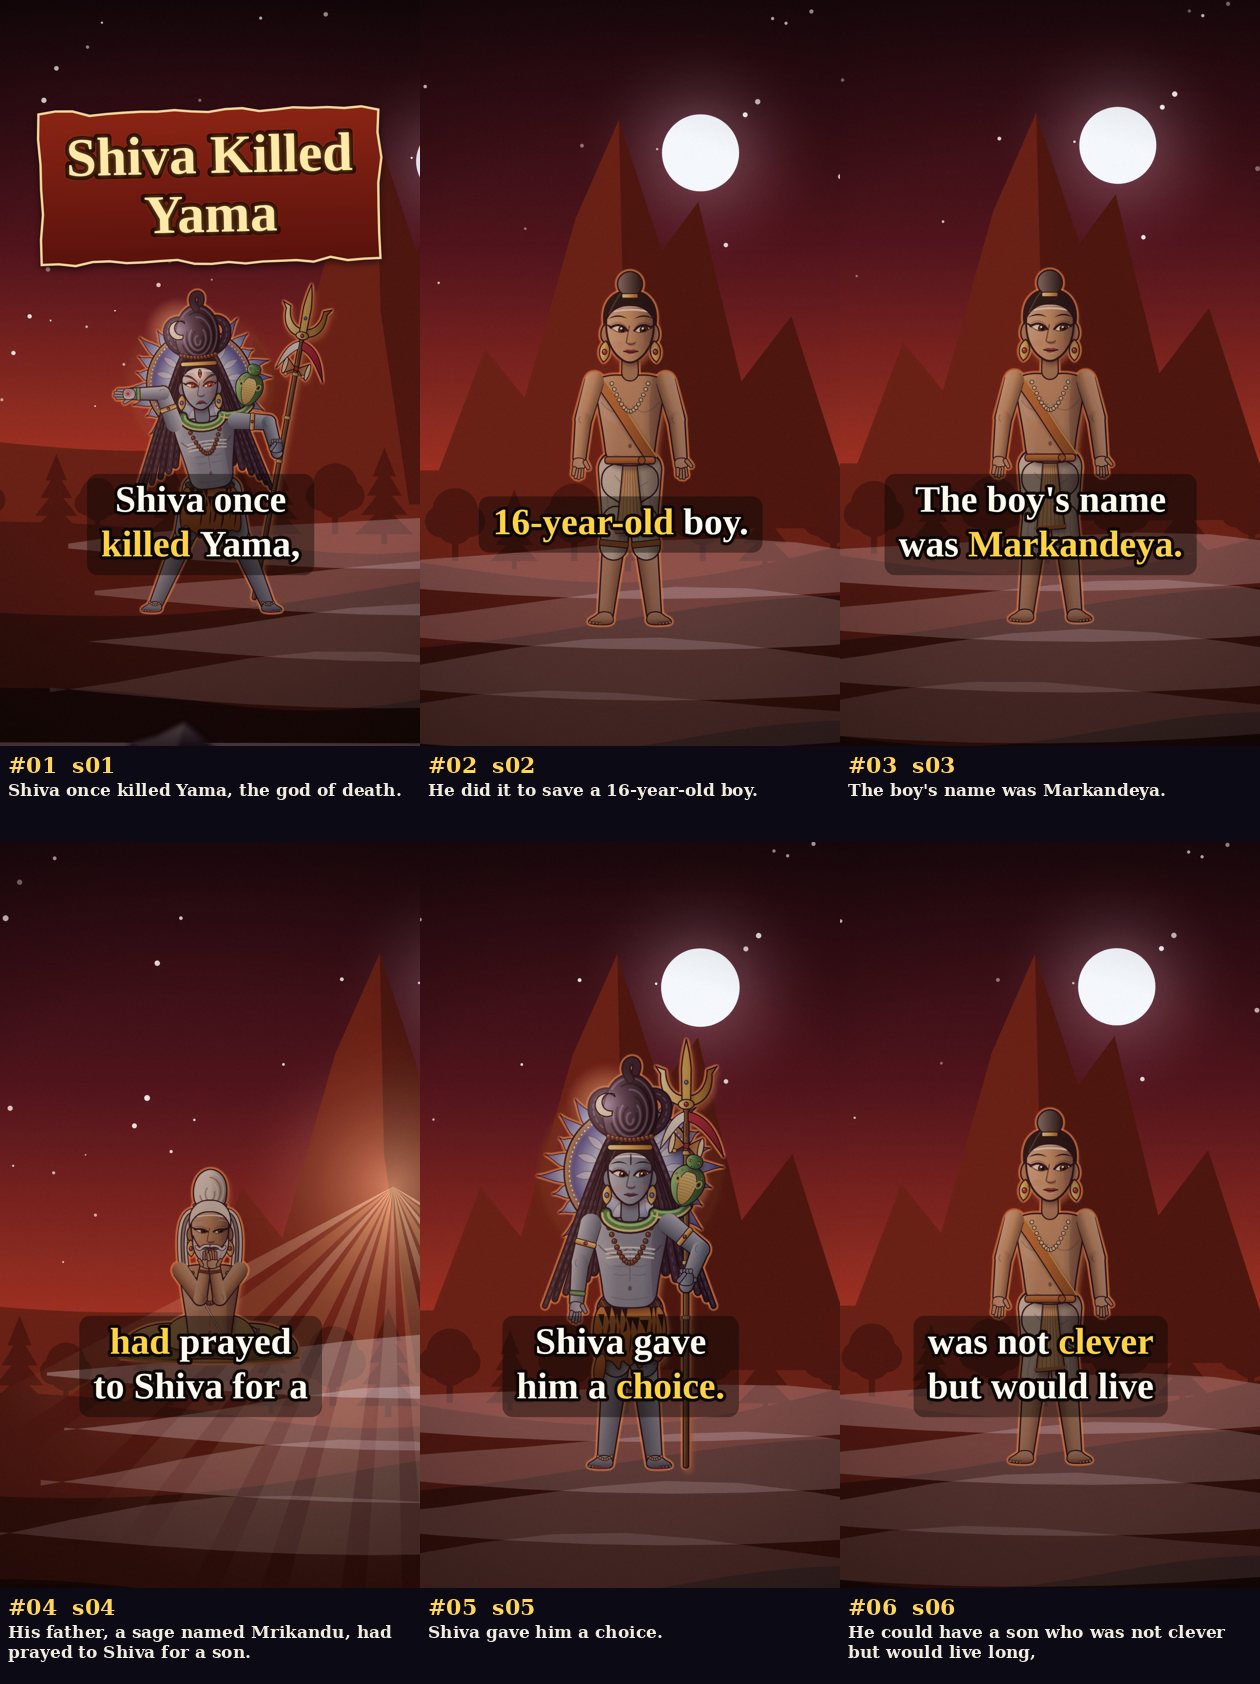 Shiva Killed
Yama
Shiva once
killed Yama,
#01 s01
Shiva once killed Yama, the god of death.
16-year-old boy.
#02 s02
He did it to save a 16-year-old boy.
The boy's name
was Markandeya.
#03 s03
The boy's name was Markandeya.
had prayed
to Shiva for a
#04 s04
His father, a sage named Mrikandu, had
prayed to Shiva for a son.
Shiva gave
him a choice.
#05 s05
Shiva gave him a choice.
was not clever
but would live
#06 s06
He could have a son who was not clever
but would live long,